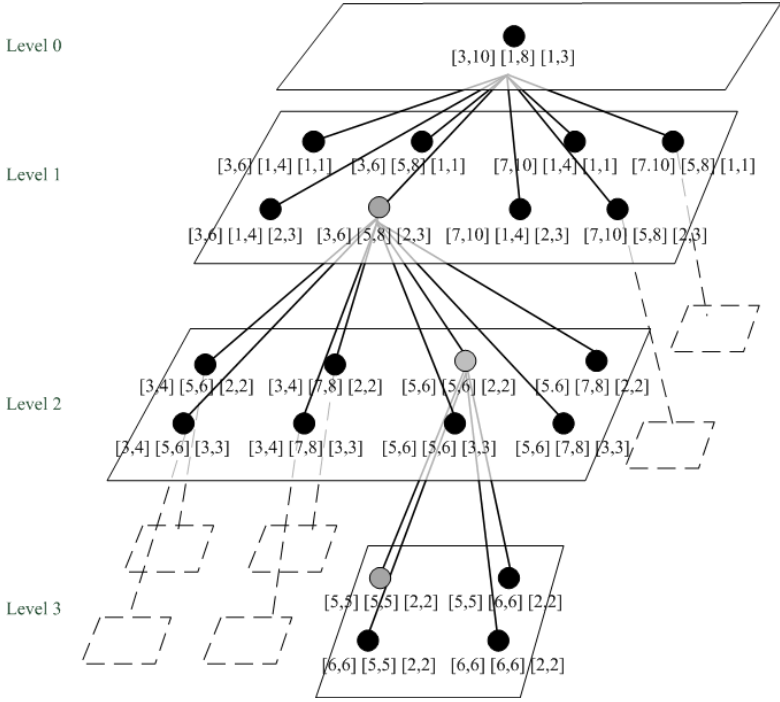 Level 0
[3,10] [1,8] [1,3]
Level 1
[3,6] [1,4] [1,1] [3,6] [5,8] [1,1] [7,10] [1,4] [1,1] [7.10] [5,8] [1,1]
[3,6] [1,4] [2,3] [3,6] [5,8] [2,3] [7,10] [1,4] [2,3] [7,10] [5,8] [2,3]
Level 2
[3,4] [5,6] [2,2] [3,4] [7,8] [2,2] [5,6] [5,6] [2,2] [5,6] [7,8] [2,2]
[3,4] [5,6] [3,3] [3,4] [7,8] [3,3] [5,6] [5,6] [3,3] [5,6] [7,8] [3,3]
Level 3
[5,5] [5,5] [2,2] [5,5] [6,6] [2,2]
[6,6] [5,5] [2,2] [6,6] [6,6] [2,2]